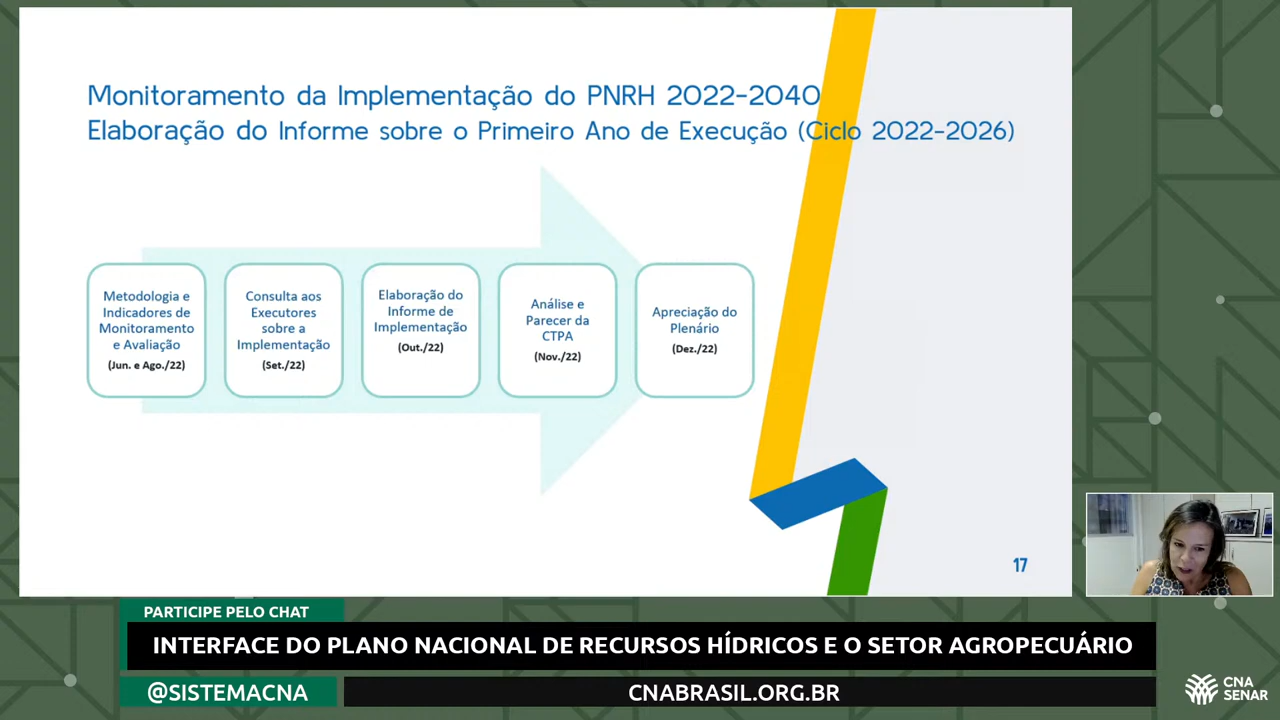 Monitoramento da Implementação do PNRH 2022-2040
Elaboração do Informe sobre o Primeiro Ano de Execução (Ciclo 2022-2026)
Metodologia e
Indicadores de
Monitoramento
e Avaliação
(Jun. e Ago./22)
Consulta aos
Executores
sobre a
Implementação
(Set./22)
Elaboração do
Informe de
Implementação
(Out./22)
Análise e
Parecer da
CTPA
(Nov./22)
Apreciação do
Plenário
(Dez./22)
17
PARTICIPE PELO CHAT
INTERFACE DO PLANO NACIONAL DE RECURSOS HÍDRICOS E O SETOR AGROPECUÁRIO
@SISTEMACNA
CNABRASIL.ORG.BR
CNA
SENAR